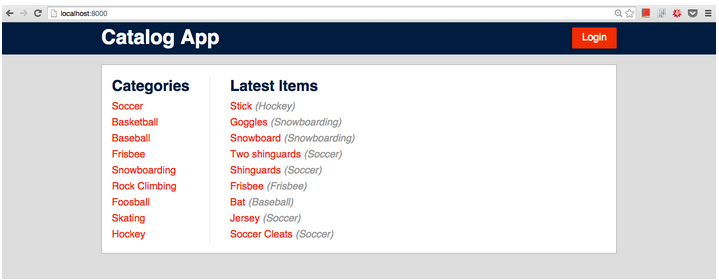 localhost:8000
Catalog App
Login
Categories
Soccer
Basketball
Baseball
Frisbee
Snowboarding
Rock Climbing
Foosball
Skating
Hockey
Latest Items
Stick (Hockey)
Goggles (Snowboarding)
Snowboard (Snowboarding)
Two shinguards (Soccer)
Shinguards (Soccer)
Frisbee (Frisbee)
Bat (Baseball)
Jersey (Soccer)
Soccer Cleats (Soccer)